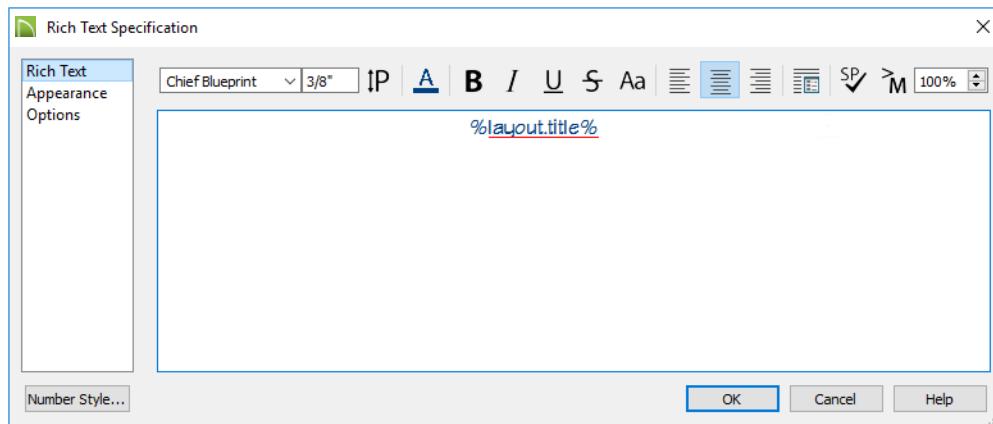 Rich Text Specification
Rich Text
Appearance
Options
Chief Blueprint 3/8" P A B I U S Aa SP M 100%
%layout.title%
Number Style...
OK Cancel Help